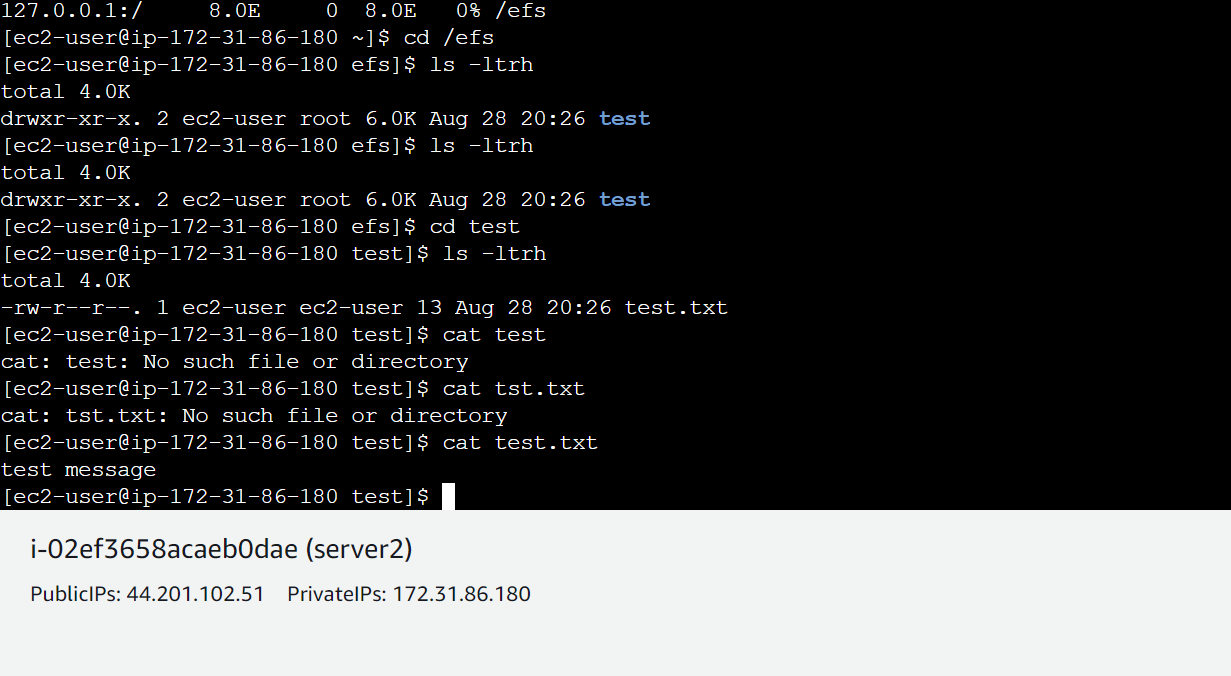 127.0.0.1:/     8.0E     0  8.0E   0% /efs
[ec2-user@ip-172-31-86-180 ~]$ cd /efs
[ec2-user@ip-172-31-86-180 efs]$ ls -ltrh
total 4.0K
drwxr-xr-x. 2 ec2-user root 6.0K Aug 28 20:26 test
[ec2-user@ip-172-31-86-180 efs]$ ls -ltrh
total 4.0K
drwxr-xr-x. 2 ec2-user root 6.0K Aug 28 20:26 test
[ec2-user@ip-172-31-86-180 efs]$ cd test
[ec2-user@ip-172-31-86-180 test]$ ls -ltrh
total 4.0K
-rw-r--r--. 1 ec2-user ec2-user 13 Aug 28 20:26 test.txt
[ec2-user@ip-172-31-86-180 test]$ cat test
cat: test: No such file or directory
[ec2-user@ip-172-31-86-180 test]$ cat tst.txt
cat: tst.txt: No such file or directory
[ec2-user@ip-172-31-86-180 test]$ cat test.txt
test message
[ec2-user@ip-172-31-86-180 test]$
i-02ef3658acaeb0dae (server2)
PublicIPs: 44.201.102.51    PrivateIPs: 172.31.86.180